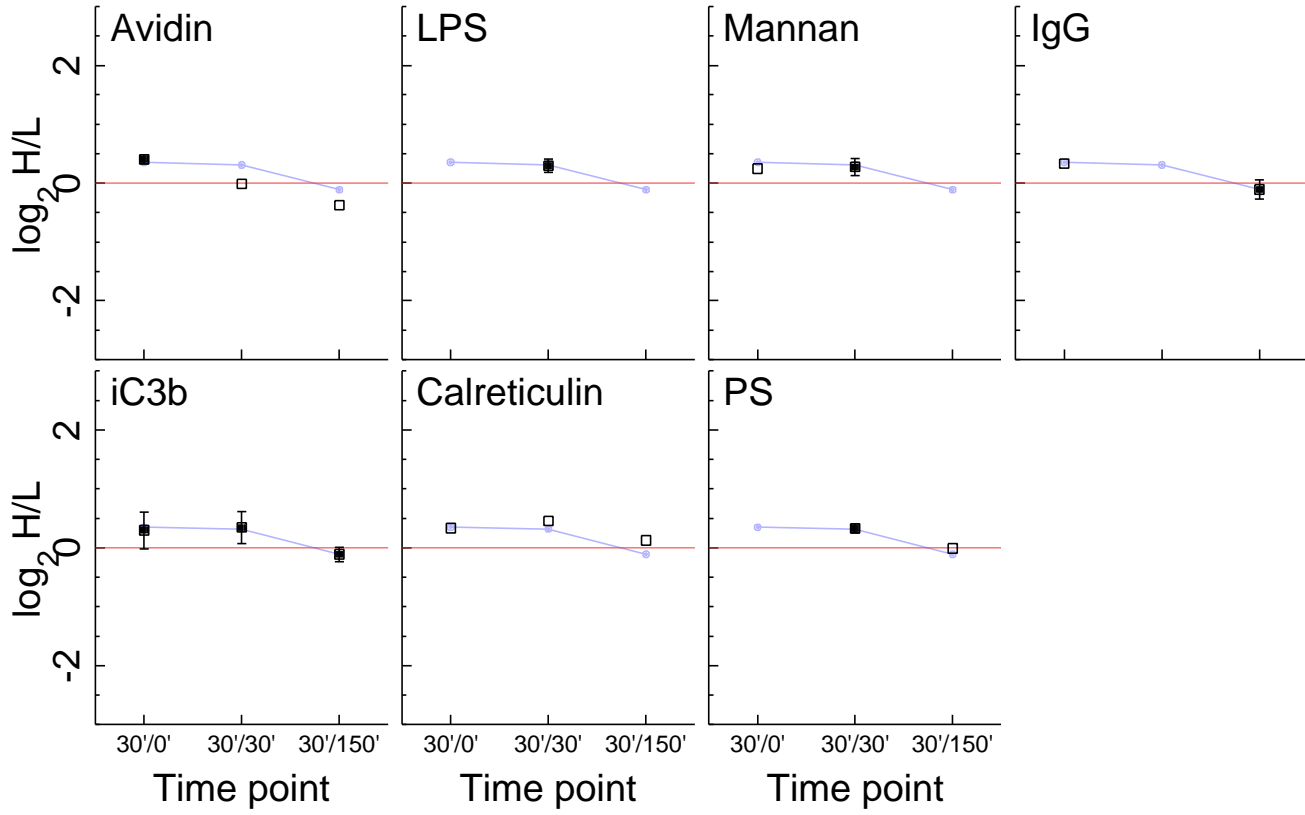 Avidin LPS Mannan IgG
2
0
-2
log2 H/L
iC3b Calreticulin PS
2
0
-2
log2 H/L
30'/0' 30'/30' 30'/150' 30'/0' 30'/30' 30'/150' 30'/0' 30'/30' 30'/150'
Time point Time point Time point